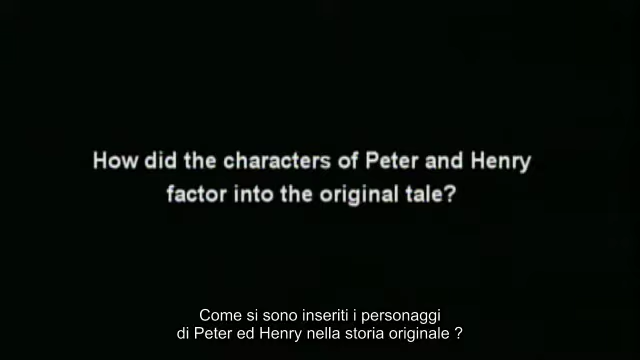 How did the characters of Peter and Henry
factor into the original tale?
Come si sono inseriti i personaggi
di Peter ed Henry nella storia originale ?